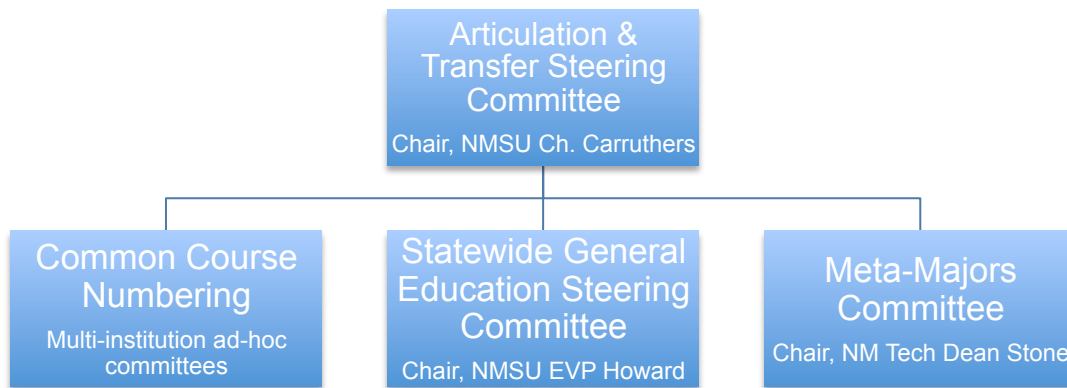 Articulation &
Transfer Steering
Committee
Chair, NMSU Ch. Carruthers
Common Course
Numbering
Multi-institution ad-hoc
committees
Statewide General
Education Steering
Committee
Chair, NMSU EVP Howard
Meta-Majors
Committee
Chair, NM Tech Dean Stone